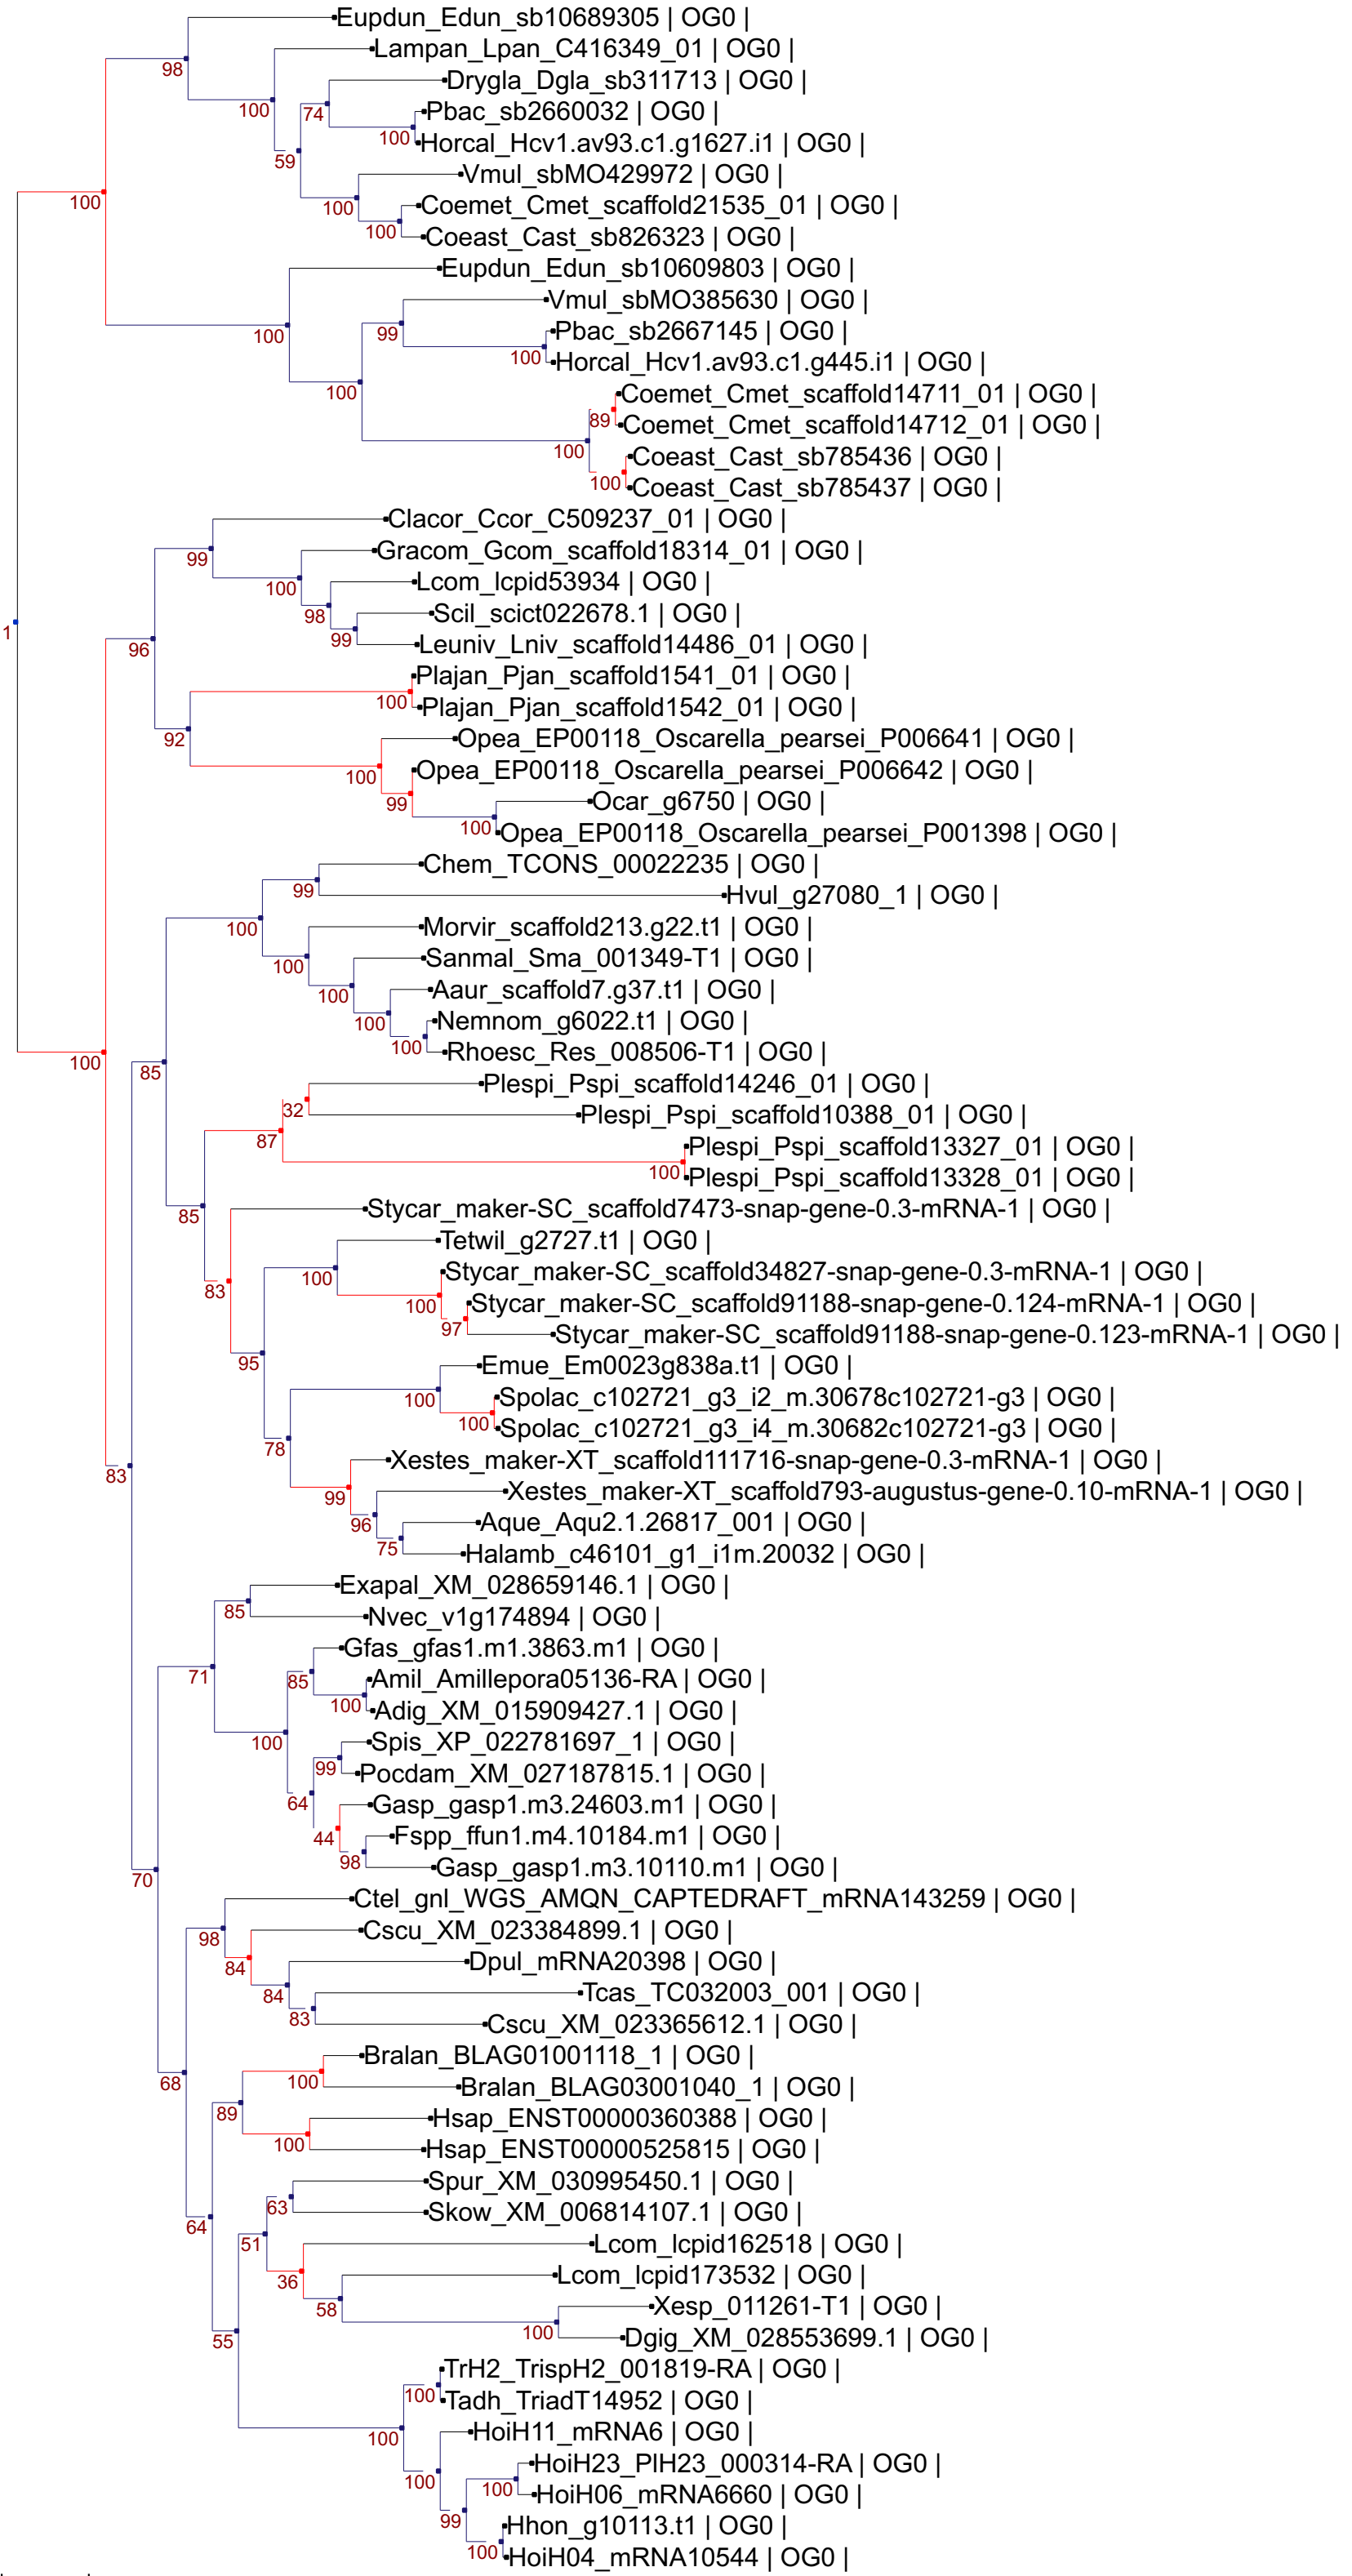 Eupdun_Edun_sb10689305 | OG0 |
Lampan_Lpan_C416349_01 | OG0 |
98
Drygla_Dgla_sb311713 | OG0 |
100
74
Pbac_sb2660032 | OG0 |
100
Horcal_Hcv1.av93.c1.g1627.i1 | OG0 |
59
Vmul_sbMO429972 | OG0 |
100
100
Coemet_Cmet_scaffold21535_01 | OG0 |
100
Coeast_Cast_sb826323 | OG0 |
Eupdun_Edun_sb10609803 | OG0 |
Vmul_sbMO385630 | OG0 |
100
99
Pbac_sb2667145 | OG0 |
100
Horcal_Hcv1.av93.c1.g445.i1 | OG0 |
100
Coemet_Cmet_scaffold14711_01 | OG0 |
89
Coemet_Cmet_scaffold14712_01 | OG0 |
100
Coeast_Cast_sb785436 | OG0 |
100
Coeast_Cast_sb785437 | OG0 |
Clacor_Ccor_C509237_01 | OG0 |
99
Gracom_Gcom_scaffold18314_01 | OG0 |
100
Lcom_lcpid53934 | OG0 |
98
Scil_scict022678.1 | OG0 |
1
99
Leuniv_Lniv_scaffold14486_01 | OG0 |
96
Plajan_Pjan_scaffold1541_01 | OG0 |
100
Plajan_Pjan_scaffold1542_01 | OG0 |
92
Opea_EP00118_Oscarella_pearsei_P006641 | OG0 |
100
Opea_EP00118_Oscarella_pearsei_P006642 | OG0 |
99
Ocar_g6750 | OG0 |
100
Opea_EP00118_Oscarella_pearsei_P001398 | OG0 |
Chem_TCONS_00022235 | OG0 |
99
Hvul_g27080_1 | OG0 |
100
Morvir_scaffold213.g22.t1 | OG0 |
100
Sanmal_Sma_001349-T1 | OG0 |
100
Aaur_scaffold7.g37.t1 | OG0 |
100
Nemnom_g6022.t1 | OG0 |
100
Rhoesc_Res_008506-T1 | OG0 |
100
85
Plespi_Pspi_scaffold14246_01 | OG0 |
32
Plespi_Pspi_scaffold10388_01 | OG0 |
87
Plespi_Pspi_scaffold13327_01 | OG0 |
100
Plespi_Pspi_scaffold13328_01 | OG0 |
85
Stycar_maker-SC_scaffold7473-snap-gene-0.3-mRNA-1 | OG0 |
Tetwil_g2727.t1 | OG0 |
100
Stycar_maker-SC_scaffold34827-snap-gene-0.3-mRNA-1 | OG0 |
83
100
Stycar_maker-SC_scaffold91188-snap-gene-0.124-mRNA-1 | OG0 |
97
Stycar_maker-SC_scaffold91188-snap-gene-0.123-mRNA-1 | OG0 |
95
Emue_Em0023g838a.t1 | OG0 |
100
Spolac_c102721_g3_i2_m.30678c102721-g3 | OG0 |
100
Spolac_c102721_g3_i4_m.30682c102721-g3 | OG0 |
78
Xestes_maker-XT_scaffold111716-snap-gene-0.3-mRNA-1 | OG0 |
83
99
Xestes_maker-XT_scaffold793-augustus-gene-0.10-mRNA-1 | OG0 |
96
Aque_Aqu2.1.26817_001 | OG0 |
75
Halamb_c46101_g1_i1m.20032 | OG0 |
Exapal_XM_028659146.1 | OG0 |
85
Nvec_v1g174894 | OG0 |
Gfas_gfas1.m1.3863.m1 | OG0 |
71
85
Amil_Amillepora05136-RA | OG0 |
100
Adig_XM_015909427.1 | OG0 |
100
Spis_XP_022781697_1 | OG0 |
99
Pocdam_XM_027187815.1 | OG0 |
64
Gasp_gasp1.m3.24603.m1 | OG0 |
44
Fspp_ffun1.m4.10184.m1 | OG0 |
98
Gasp_gasp1.m3.10110.m1 | OG0 |
70
Ctel_gnl_WGS_AMQN_CAPTEDRAFT_mRNA143259 | OG0 |
98
Cscu_XM_023384899.1 | OG0 |
84
Dpul_mRNA20398 | OG0 |
84
Tcas_TC032003_001 | OG0 |
83
Cscu_XM_023365612.1 | OG0 |
Bralan_BLAG01001118_1 | OG0 |
68
100
Bralan_BLAG03001040_1 | OG0 |
89
Hsap_ENST00000360388 | OG0 |
100
Hsap_ENST00000525815 | OG0 |
Spur_XM_030995450.1 | OG0 |
63
Skow_XM_006814107.1 | OG0 |
64
51
Lcom_lcpid162518 | OG0 |
36
Lcom_lcpid173532 | OG0 |
58
Xesp_011261-T1 | OG0 |
100
Dgig_XM_028553699.1 | OG0 |
55
TrH2_TrispH2_001819-RA | OG0 |
100
Tadh_TriadT14952 | OG0 |
100
HoiH11_mRNA6 | OG0 |
100
HoiH23_PlH23_000314-RA | OG0 |
100
HoiH06_mRNA6660 | OG0 |
99
Hhon_g10113.t1 | OG0 |
100
HoiH04_mRNA10544 | OG0 |